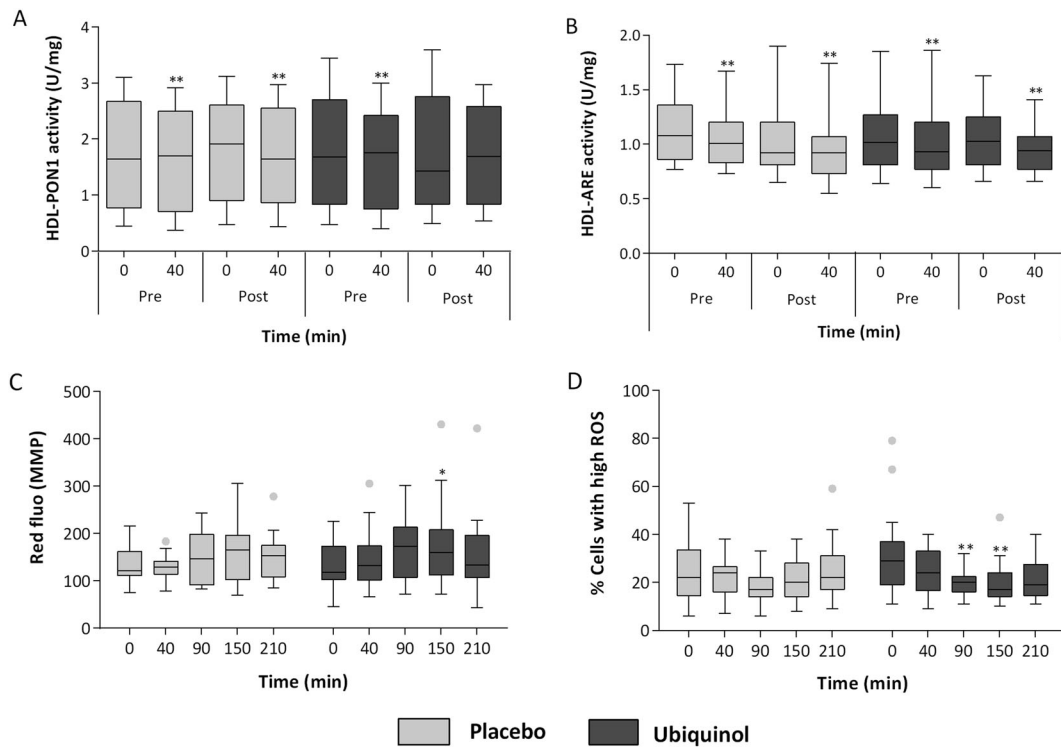 A
HDL-PON1 activity (U/mg)
4
3
2
1
0
** ** **
0 40 0 40 0 40 0 40
Pre Post Pre Post
Time (min)
B
HDL-ARE activity (U/mg)
2.0
1.5
1.0
0.5
0.0
** ** ** **
0 40 0 40 0 40 0 40
Pre Post Pre Post
Time (min)
C
Red fluo (MMP)
500
400
300
200
100
0
*
0 40 90 150 210 0 40 90 150 210
Time (min)
D
% Cells with high ROS
100
80
60
40
20
0
** **
0 40 90 150 210 0 40 90 150 210
Time (min)
Placebo Ubiquinol